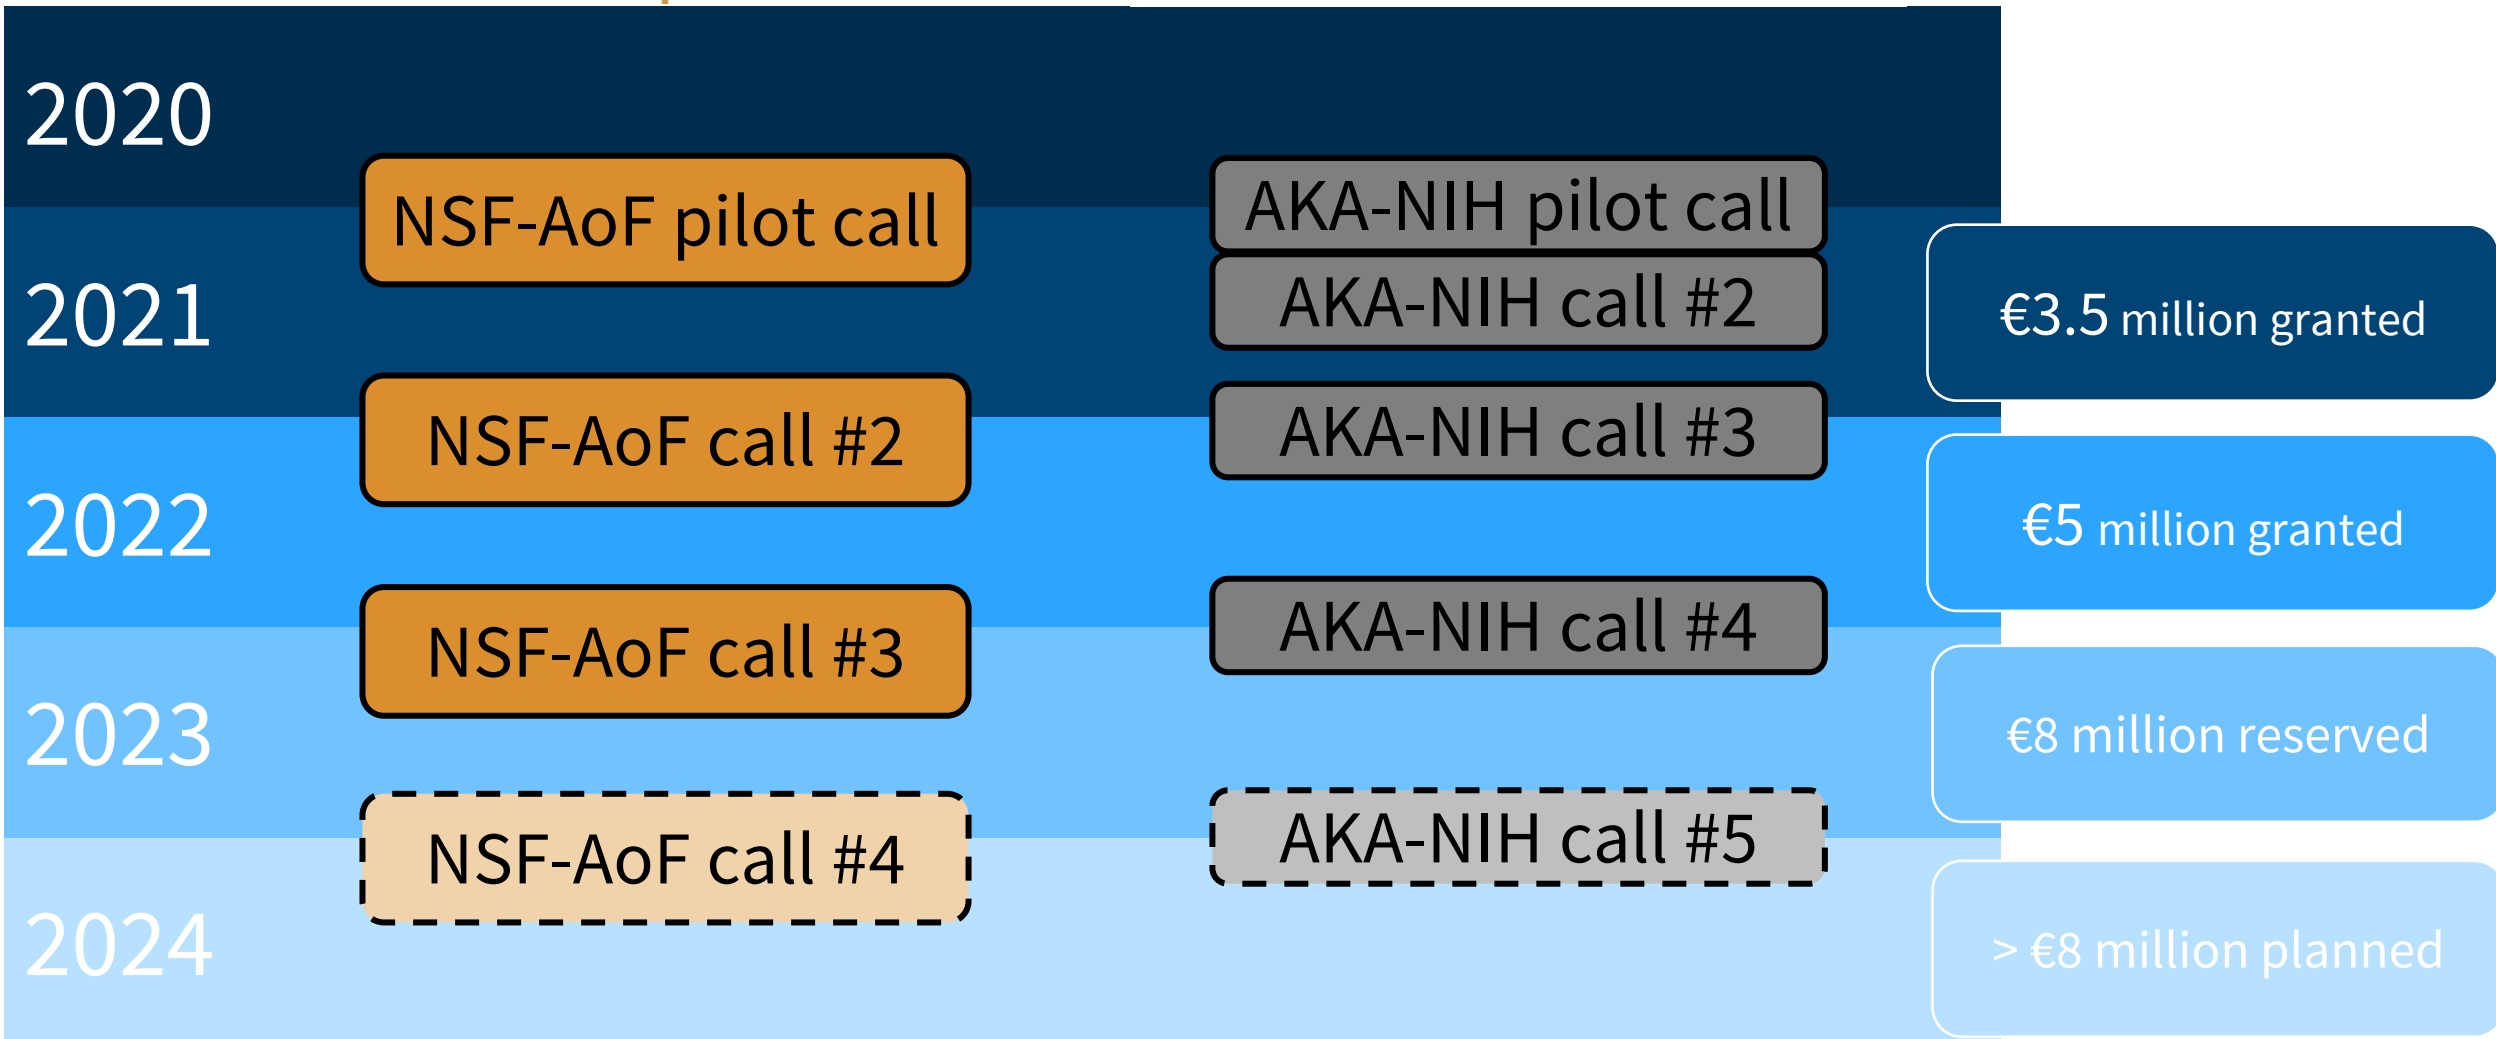 2020
NSF-AoF pilot call
AKA-NIH pilot call
2021
AKA-NIH call #2
€3.5 million granted
NSF-AoF call #2
AKA-NIH call #3
2022
€5 million granted
NSF-AoF call #3
AKA-NIH call #4
2023
€8 million reserved
NSF-AoF call #4
AKA-NIH call #5
2024
> €8 million planned